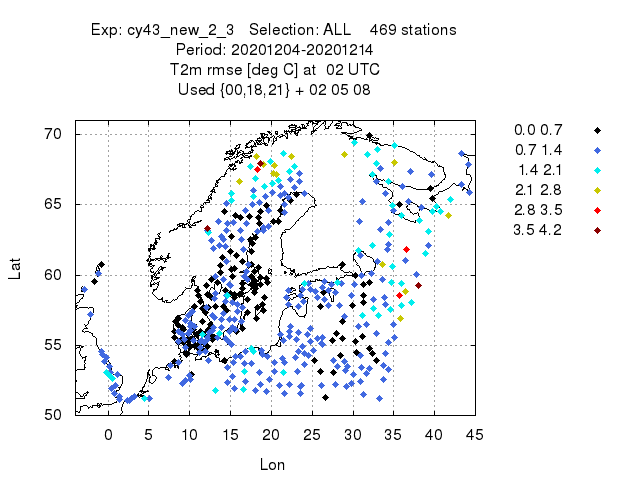 Exp: cy43_new_2_3 Selection: ALL 469 stations
Period: 20201204-20201214
T2m rmse [deg C] at 02 UTC
Used {00,18,21} + 02 05 08
70
65
60
55
50
Lat
0 5 10 15 20 25 30 35 40 45
Lon
0.0 0.7
0.7 1.4
1.4 2.1
2.1 2.8
2.8 3.5
3.5 4.2